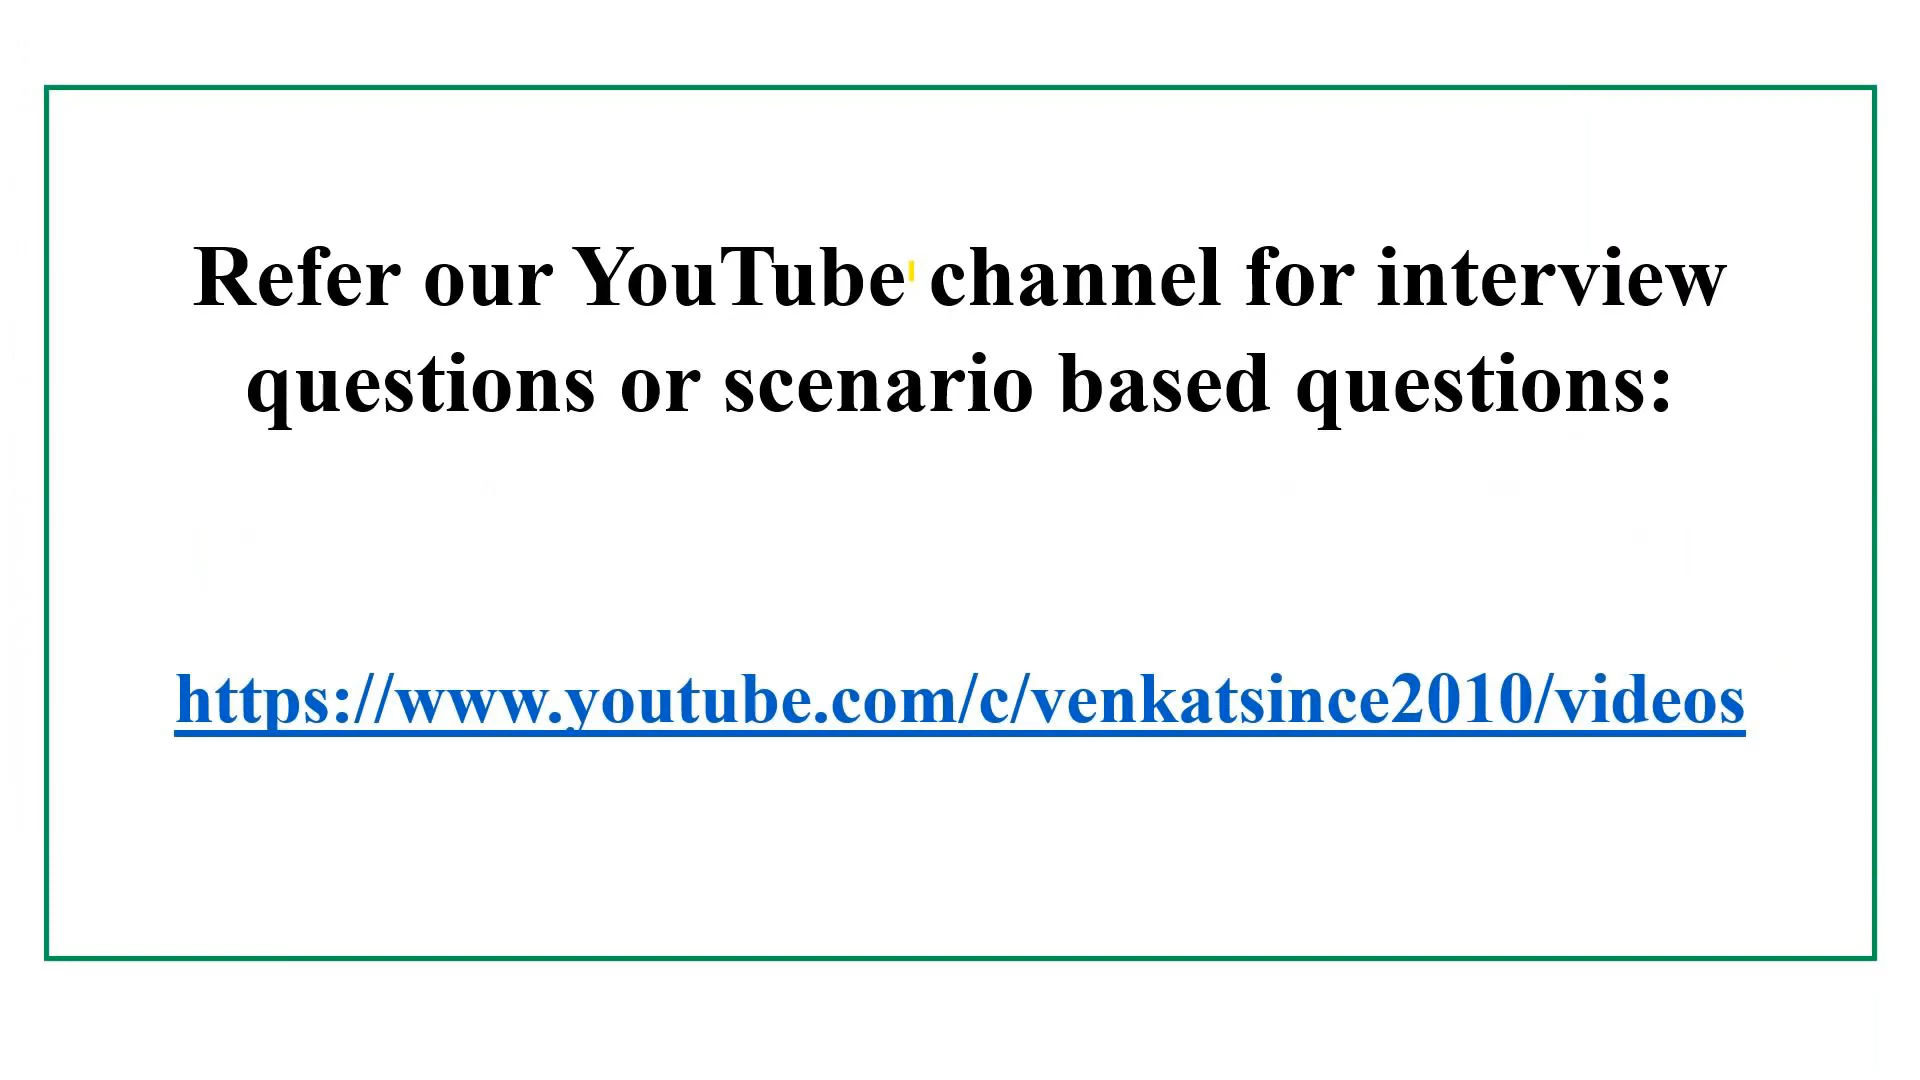 Refer our YouTube channel for interview
questions or scenario based questions:
https://www.youtube.com/c/venkatsince2010/videos